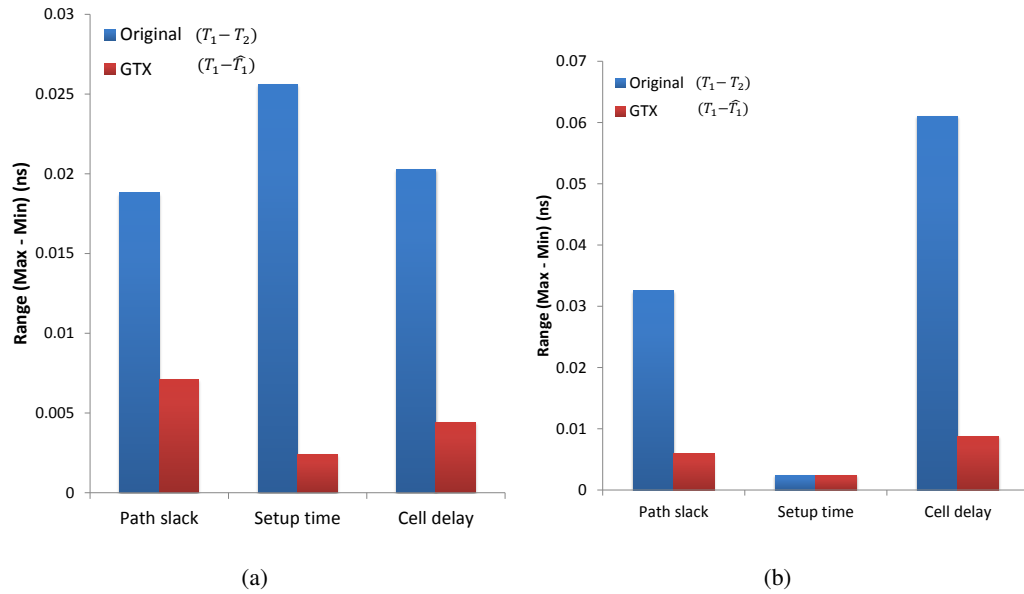 0.03
0.025
0.02
0.015
0.01
0.005
0
Range (Max - Min) (ns)
Original (T₁− T₂)
GTX (T₁−T̂₁)
Path slack Setup time Cell delay
(a)
0.07
0.06
0.05
0.04
0.03
0.02
0.01
0
Range (Max - Min) (ns)
Original (T₁− T₂)
GTX (T₁−T̂₁)
Path slack Setup time Cell delay
(b)